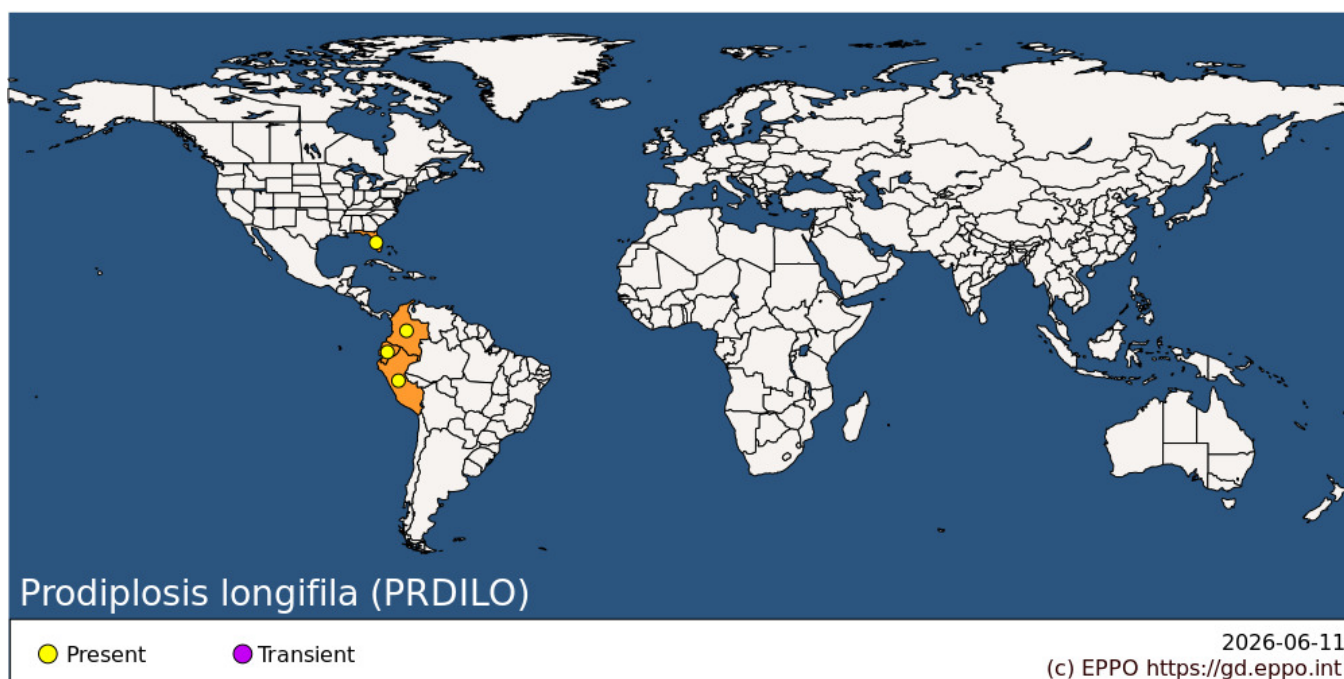 Prodiplosis longifila (PRDILO)
Present
Transient
2026-06-11
(c) EPPO https://gd.eppo.int